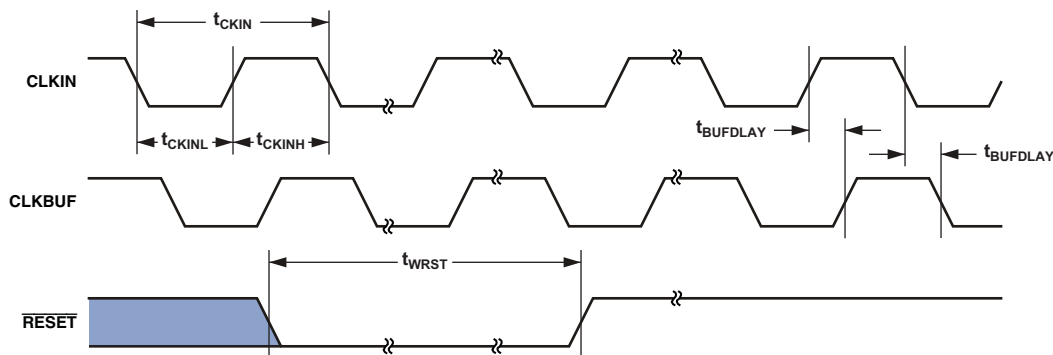 tCKIN
CLKIN
tCKINL
tCKINH
tBUFDLAY
tBUFDLAY
CLKBUF
tWRST
RESET